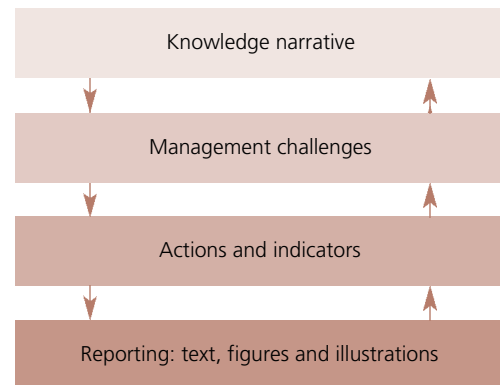 Knowledge narrative
Management challenges
Actions and indicators
Reporting: text, figures and illustrations